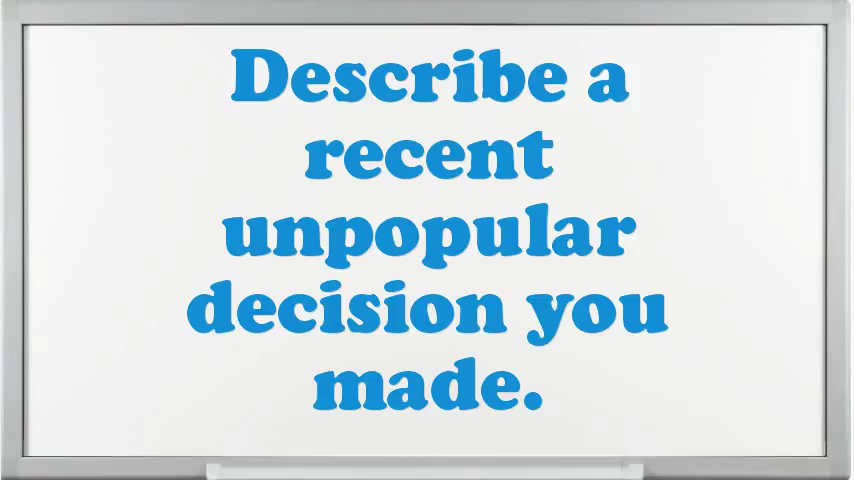 Describe a
recent
unpopular
decision you
made.